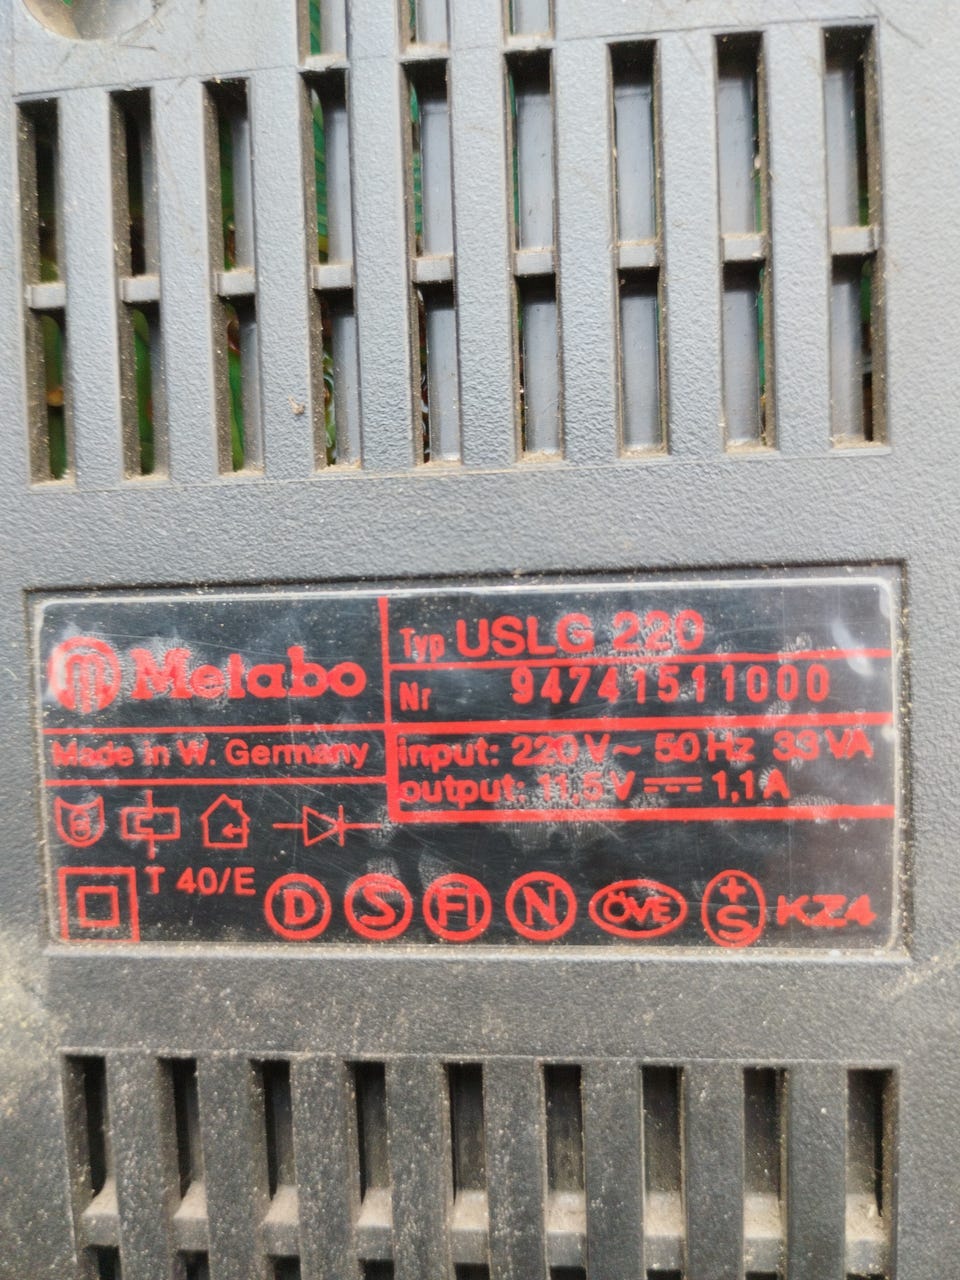 Metabo
Made in W. Germany
Typ USLG 220
Nr 94741511000
input: 220 V~ 50 Hz 33 VA
output: 11,5 V 1,1 A
T 40/E
D S FI N ÖVE +S KZ4